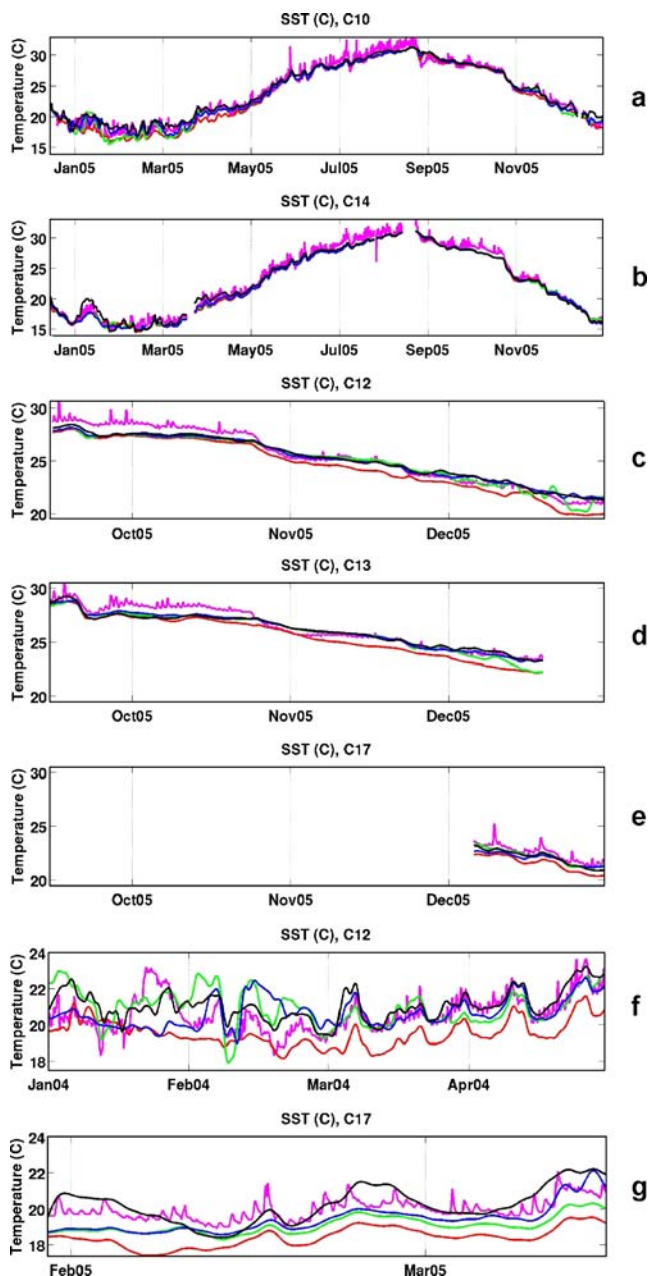 SST (C), C10
Temperature (C)
30
25
20
15
Jan05 Mar05 May05 Jul05 Sep05 Nov05
a
SST (C), C14
Temperature (C)
30
25
20
15
Jan05 Mar05 May05 Jul05 Sep05 Nov05
b
SST (C), C12
Temperature (C)
30
25
20
Oct05 Nov05 Dec05
c
SST (C), C13
Temperature (C)
30
25
20
Oct05 Nov05 Dec05
d
SST (C), C17
Temperature (C)
30
25
20
Oct05 Nov05 Dec05
e
SST (C), C12
Temperature (C)
24
22
20
18
Jan04 Feb04 Mar04 Apr04
f
SST (C), C17
Temperature (C)
24
22
20
18
Feb05 Mar05
g